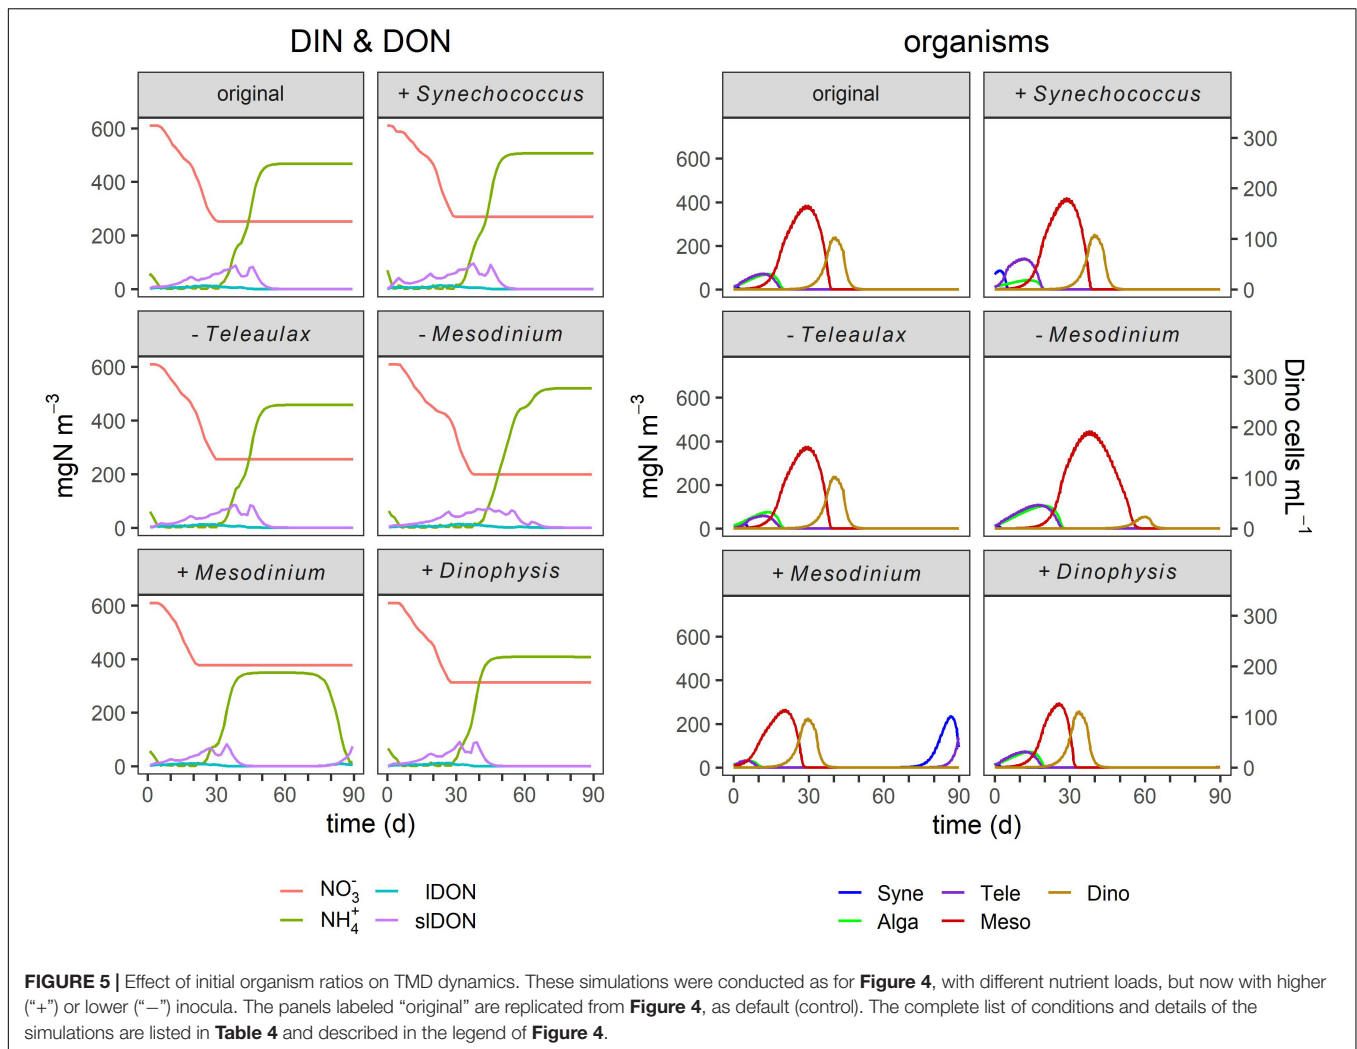 DIN & DON
organisms
original
+ Synechococcus
original
+ Synechococcus
600
400
200
0
600
400
200
0
300
200
100
0
- Teleaulax
- Mesodinium
- Teleaulax
- Mesodinium
600
400
200
0
600
400
200
0
300
200
100
0
mgN m⁻³
mgN m⁻³
Dino cells mL⁻¹
+ Mesodinium
+ Dinophysis
+ Mesodinium
+ Dinophysis
600
400
200
0
600
400
200
0
300
200
100
0
0 30 60 90 0 30 60 90
0 30 60 90 0 30 60 90
time (d)
time (d)
NO₃⁻ lDON
NH₄⁺ slDON
Syne Tele Dino
Alga Meso
FIGURE 5 | Effect of initial organism ratios on TMD dynamics. These simulations were conducted as for Figure 4, with different nutrient loads, but now with higher
("+") or lower ("−") inocula. The panels labeled "original" are replicated from Figure 4, as default (control). The complete list of conditions and details of the
simulations are listed in Table 4 and described in the legend of Figure 4.